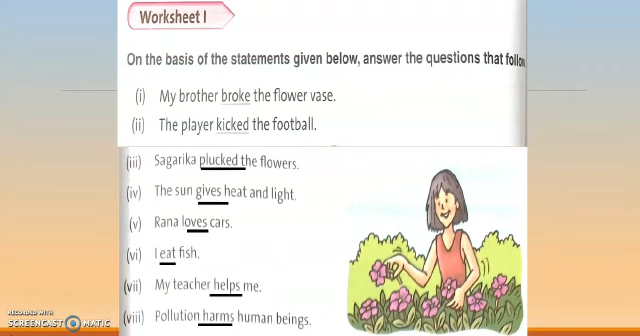 Worksheet I
On the basis of the statements given below, answer the questions that follow
(i) My brother broke the flower vase.
(ii) The player kicked the football.
(iii) Sagarika plucked the flowers.
(iv) The sun gives heat and light.
(v) Rana loves cars.
(vi) I eat fish.
(vii) My teacher helps me.
(viii) Pollution harms human beings.
RECORDED WITH
SCREENCAST MATIC